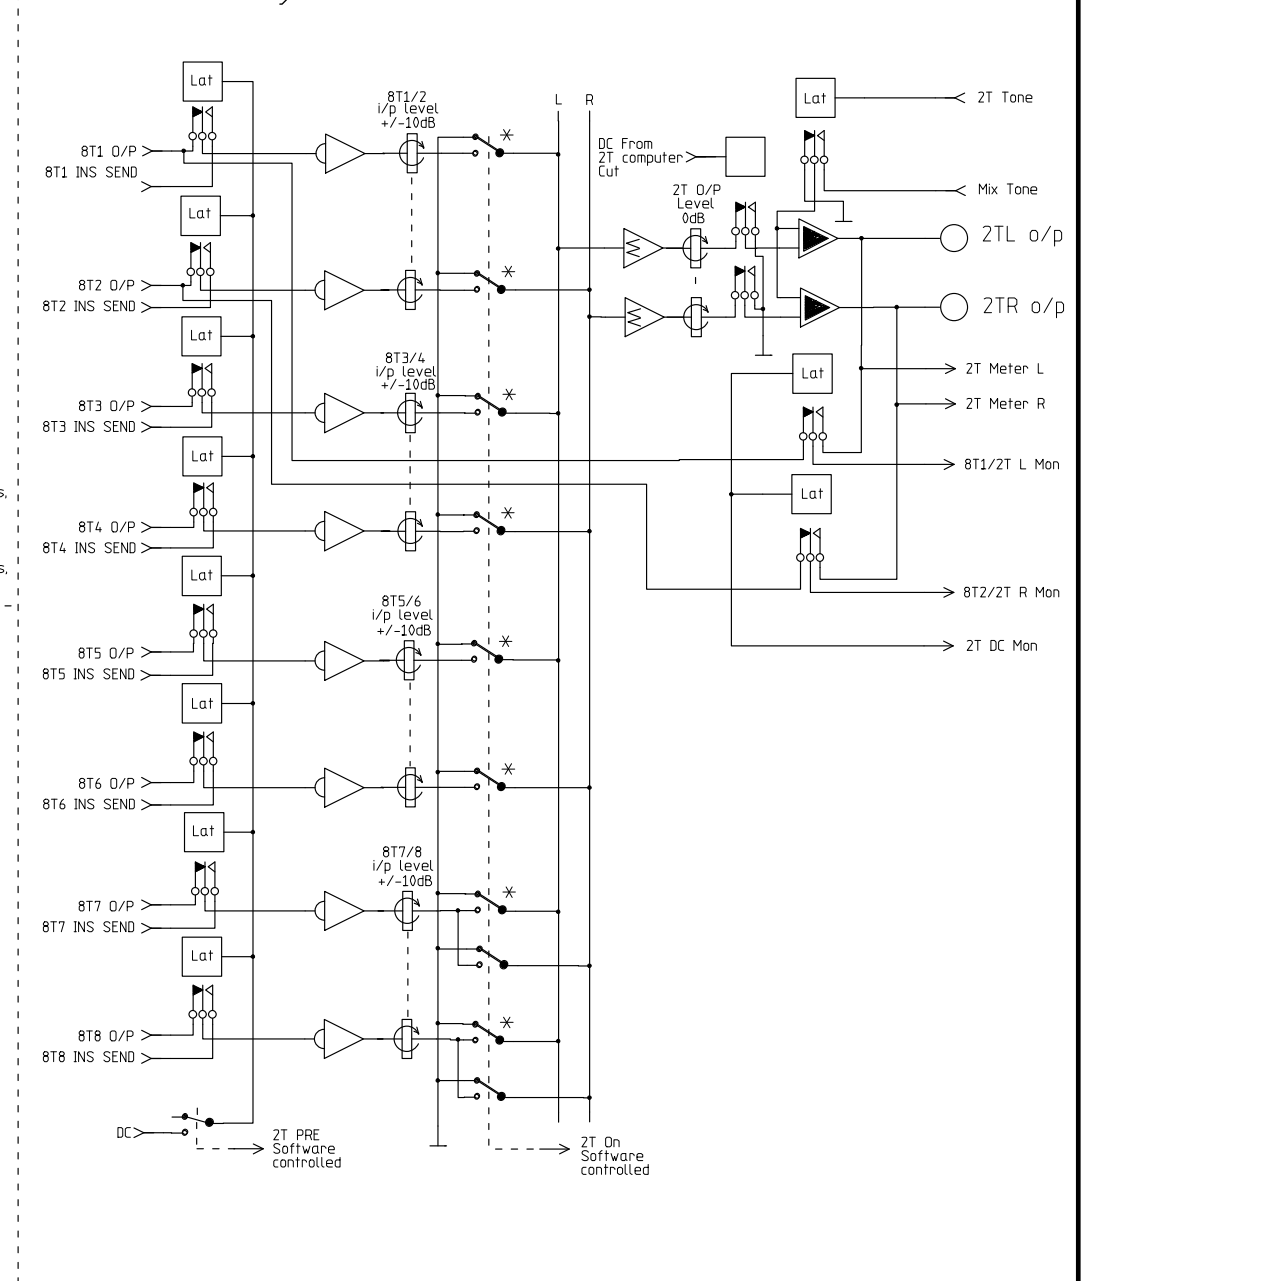 Lat
8T1 O/P
8T1 INS SEND
Lat
8T2 O/P
8T2 INS SEND
Lat
8T3 O/P
8T3 INS SEND
Lat
8T4 O/P
8T4 INS SEND
Lat
8T5 O/P
8T5 INS SEND
Lat
8T6 O/P
8T6 INS SEND
Lat
8T7 O/P
8T7 INS SEND
Lat
8T8 O/P
8T8 INS SEND
DC
2T PRE
Software
controlled
8T1/2
i/p level
+/-10dB
8T3/4
i/p level
+/-10dB
8T5/6
i/p level
+/-10dB
8T7/8
i/p level
+/-10dB
*
*
*
*
*
*
*
*
2T On
Software
controlled
L R
DC From
2T computer
Cut
2T O/P
Level
0dB
Lat
2T Tone
Mix Tone
2TL o/p
2TR o/p
Lat
2T Meter L
2T Meter R
8T1/2T L Mon
Lat
8T2/2T R Mon
2T DC Mon